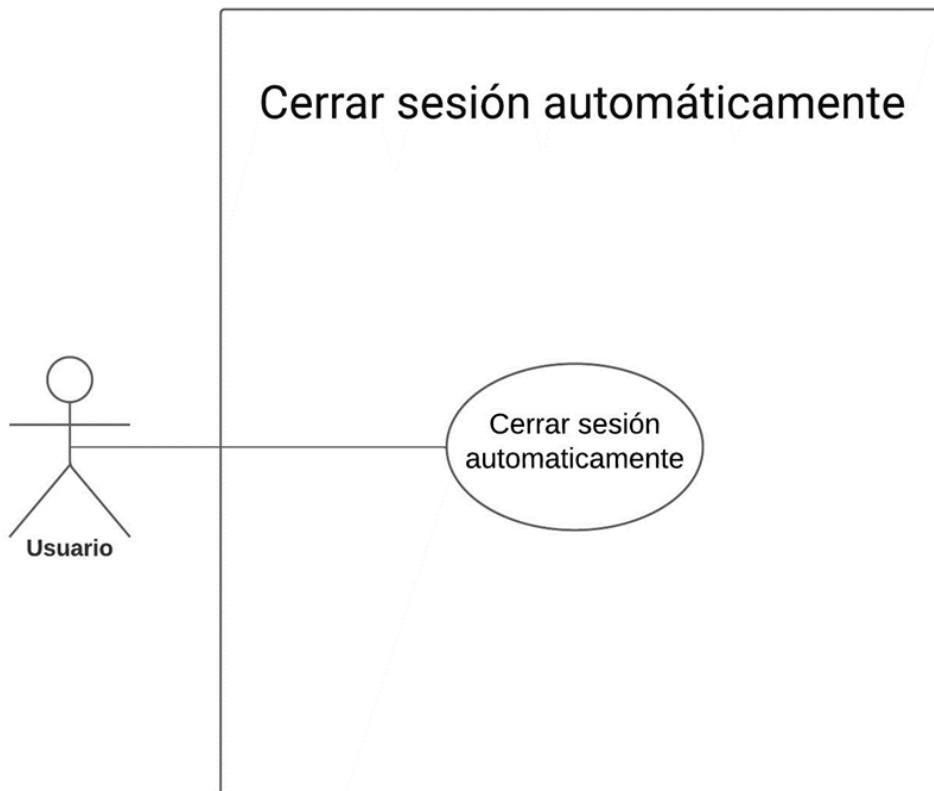 Cerrar sesión automáticamente
Cerrar sesión
automaticamente
Usuario